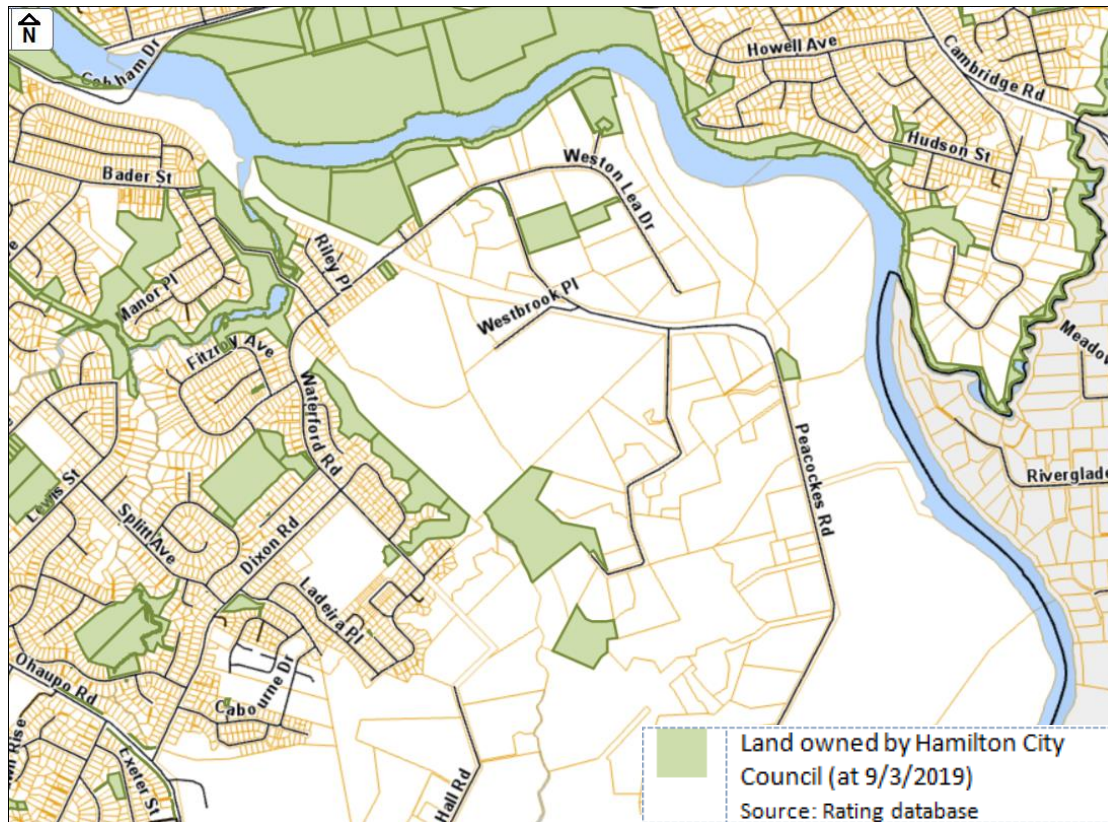 N
Cobham Dr
Howell Ave
Cambridge Rd
Hudson St
Bader St
Weston Lea Dr
Riley Pl
Manor Pl
Westbrook Pl
Fitzroy Ave
Waterford Rd
Peacockes Rd
Riverglade
Lewis St
Splitt Ave
Dixon Rd
Ladeira Pl
Ohaupo Rd
Cabourne Dr
Rise
Exeter St
Hall Rd
Land owned by Hamilton City
Council (at 9/3/2019)
Source: Rating database